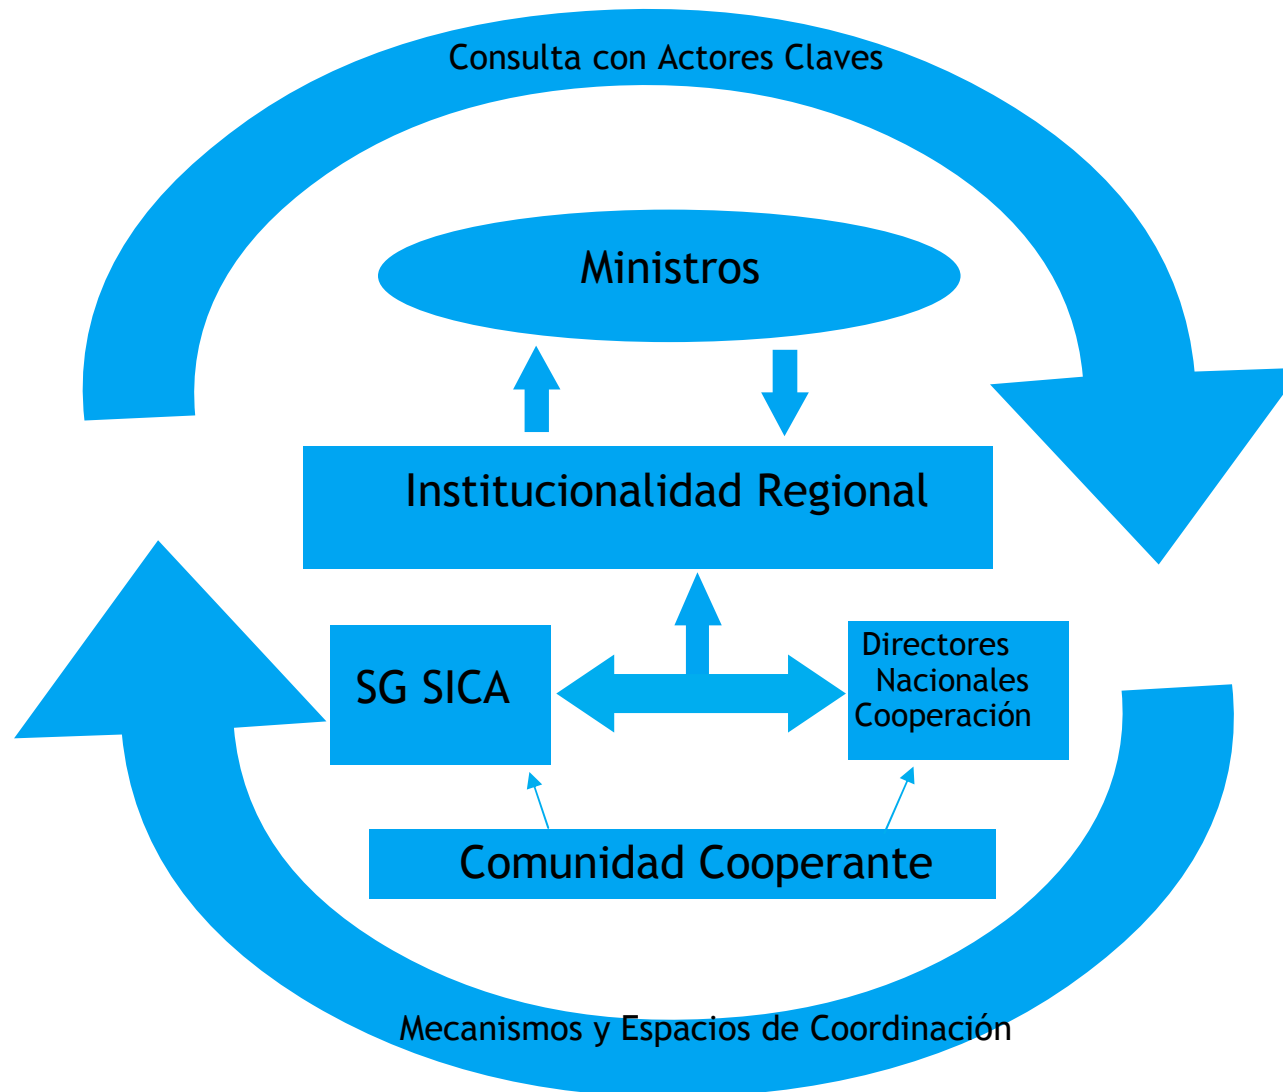 Consulta con Actores Claves
Ministros
Institucionalidad Regional
SG SICA
Directores
Nacionales
Cooperación
Comunidad Cooperante
Mecanismos y Espacios de Coordinación